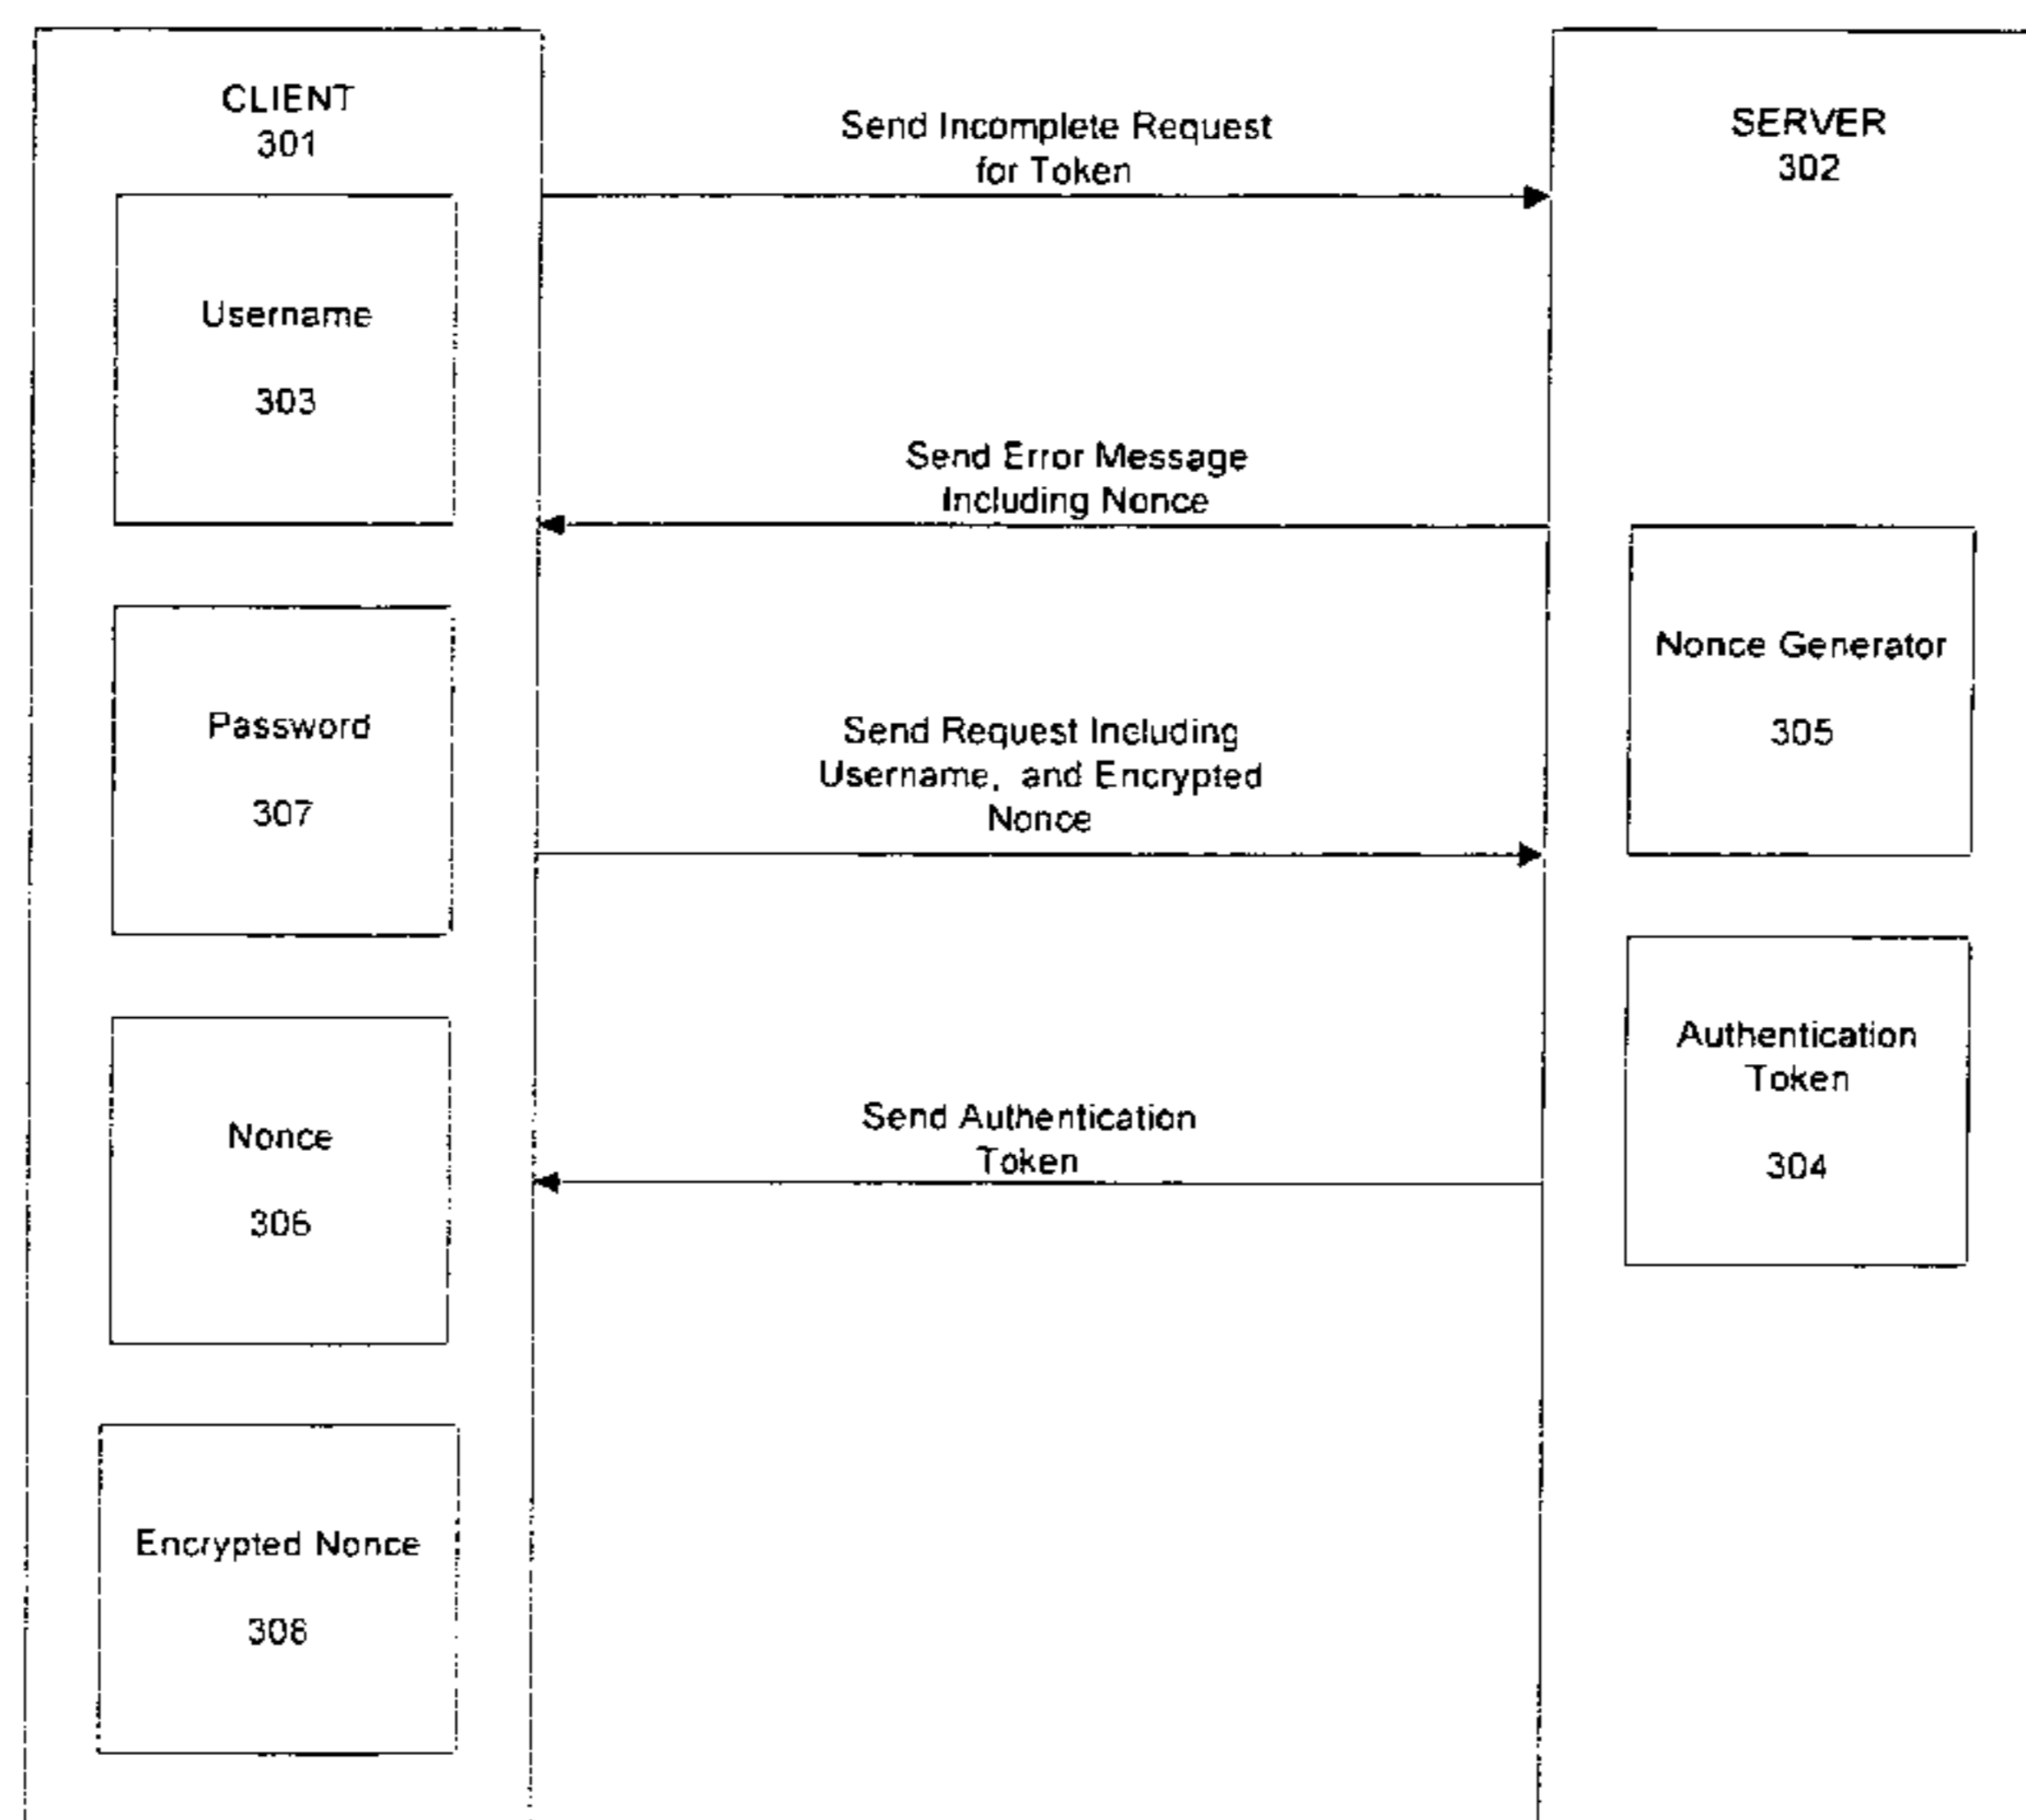 CLIENT
301
Send Incomplete Request
for Token
SERVER
302
Username
303
Send Error Message
Including Nonce
Nonce Generator
305
Password
307
Send Request Including
Username, and Encrypted
Nonce
Authentication
Token
304
Send Authentication
Token
Nonce
306
Encrypted Nonce
308